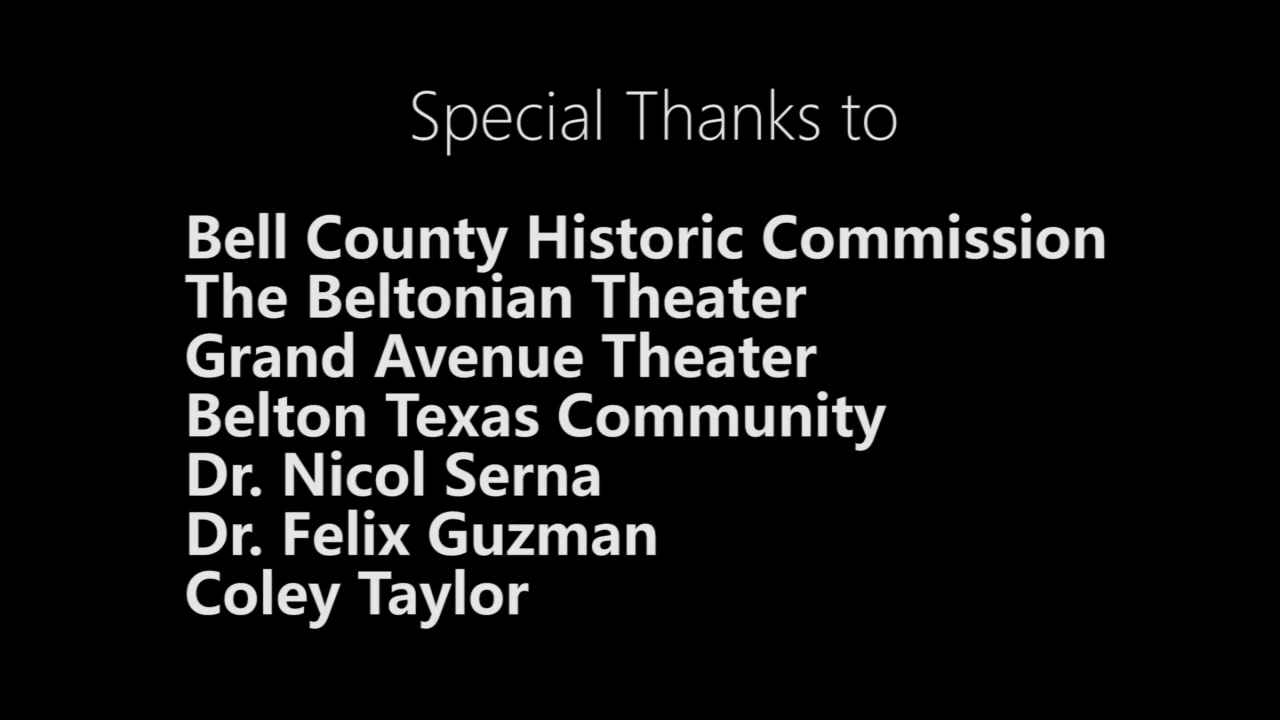 Special Thanks to
Bell County Historic Commission
The Beltonian Theater
Grand Avenue Theater
Belton Texas Community
Dr. Nicol Serna
Dr. Felix Guzman
Coley Taylor